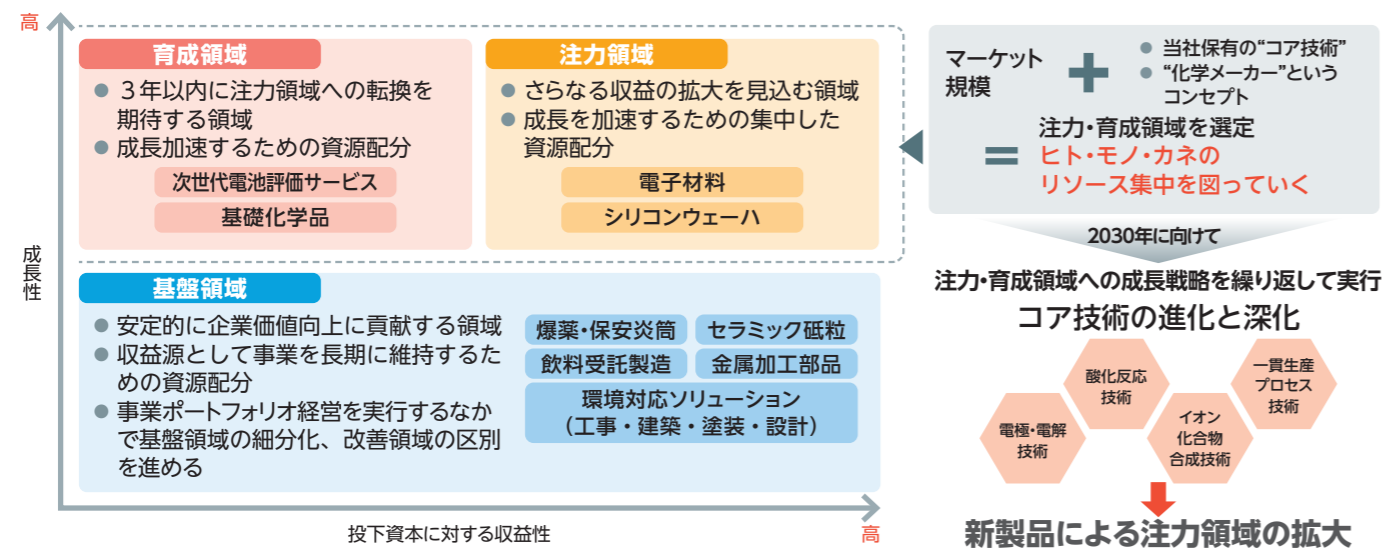 高
成長性
育成領域
● 3年以内に注力領域への転換を
期待する領域
● 成長加速するための資源配分
次世代電池評価サービス
基礎化学品
注力領域
● さらなる収益の拡大を見込む領域
● 成長を加速するための集中した
資源配分
電子材料
シリコンウェーハ
基盤領域
● 安定的に企業価値向上に貢献する領域
● 収益源として事業を長期に維持するた
めの資源配分
● 事業ポートフォリオ経営を実行するなか
で基盤領域の細分化、改善領域の区別
を進める
爆薬・保安炎筒
セラミック砥粒
飲料受託製造
金属加工部品
環境対応ソリューション
（工事・建築・塗装・設計）
投下資本に対する収益性
高
マーケット
規模
+
● 当社保有の“コア技術”
● “化学メーカー”という
コンセプト
=
注力・育成領域を選定
ヒト・モノ・カネの
リソース集中を図っていく
2030年に向けて
注力・育成領域への成長戦略を繰り返して実行
コア技術の進化と深化
電極・電解
技術
酸化反応
技術
イオン
化合物
合成技術
一貫生産
プロセス
技術
新製品による注力領域の拡大